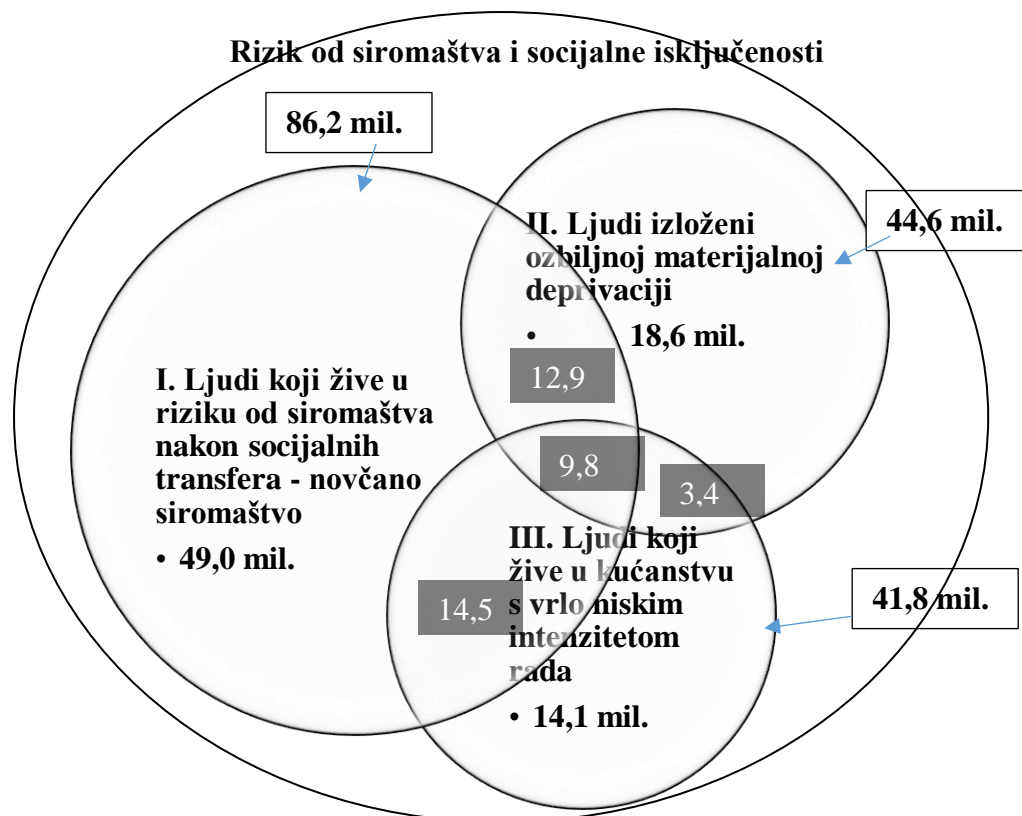 Rizik od siromaštva i socijalne isključenosti
86,2 mil.
44,6 mil.
II. Ljudi izloženi
ozbiljnoj materijalnoj
deprivaciji
• 18,6 mil.
12,9
I. Ljudi koji žive u
riziku od siromaštva
nakon socijalnih
transfera - novčano
siromaštvo
• 49,0 mil.
9,8
3,4
III. Ljudi koji
žive u kućanstvu
s vrlo niskim
intenzitetom
rada
• 14,1 mil.
14,5
41,8 mil.